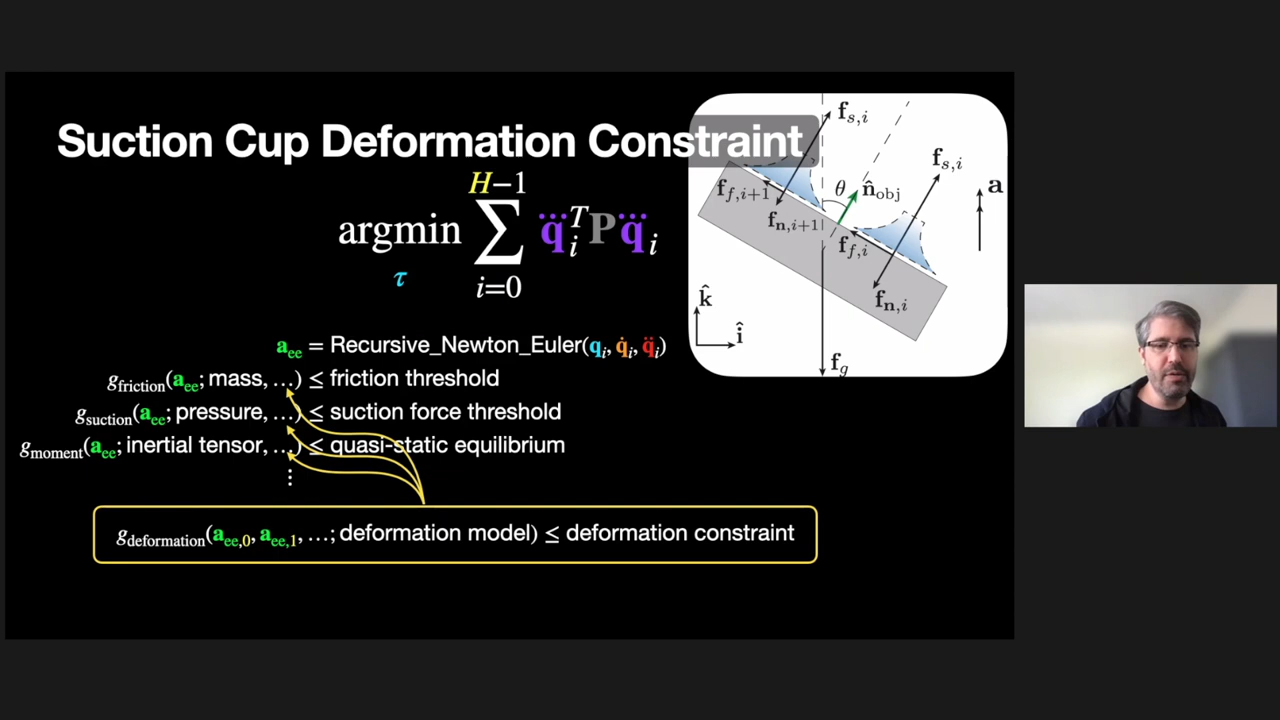 Suction Cup Deformation Constraint
H−1
argmin ∑ q⃛ᵢᵀ P q⃛ᵢ
τ i=0
a_ee = Recursive_Newton_Euler(qᵢ, q̇ᵢ, q̈ᵢ)
g_friction(a_ee; mass, …) ≤ friction threshold
g_suction(a_ee; pressure, …) ≤ suction force threshold
g_moment(a_ee; inertial tensor, …) ≤ quasi-static equilibrium
⋮
g_deformation(a_ee,0, a_ee,1, …; deformation model) ≤ deformation constraint
f_s,i
f_s,i
f_f,i+1
θ
n̂_obj
a
f_n,i+1
f_f,i
f_n,i
k̂
î
f_g